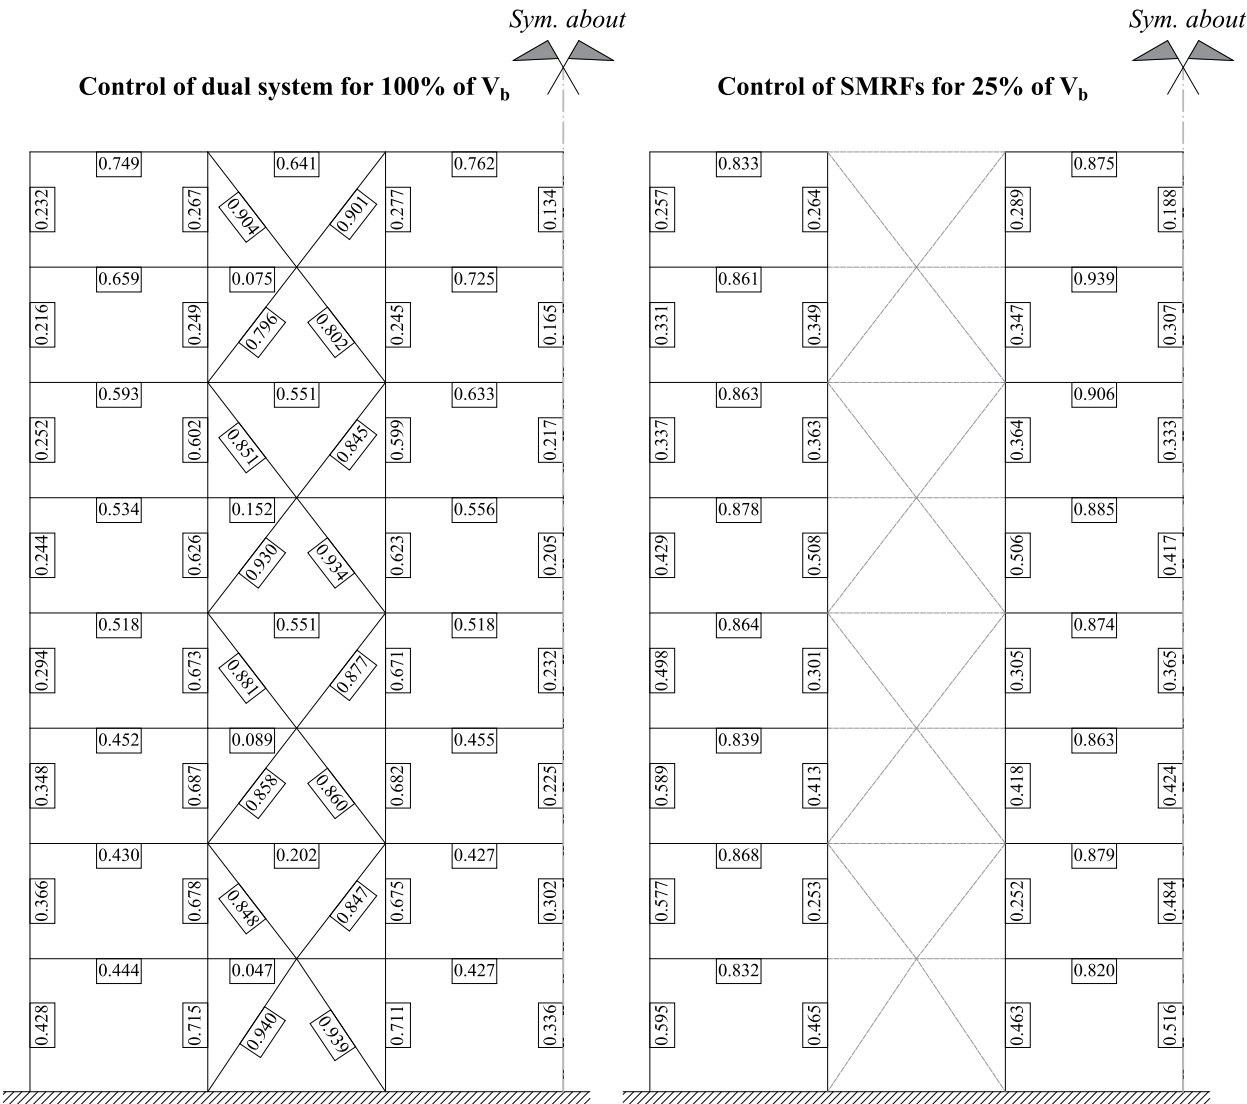 Sym. about Sym. about
Control of dual system for 100% of Vb Control of SMRFs for 25% of Vb
0.749 0.641 0.762 0.833 0.875
0.232 0.267 0.904 0.901 0.277 0.134 0.257 0.264 0.289 0.188
0.659 0.075 0.725 0.861 0.939
0.216 0.249 0.796 0.802 0.245 0.165 0.331 0.349 0.347 0.307
0.593 0.551 0.633 0.863 0.906
0.252 0.602 0.851 0.845 0.599 0.217 0.337 0.363 0.364 0.333
0.534 0.152 0.556 0.878 0.885
0.244 0.626 0.930 0.934 0.623 0.205 0.429 0.508 0.506 0.417
0.518 0.551 0.518 0.864 0.874
0.294 0.673 0.881 0.877 0.671 0.232 0.498 0.301 0.305 0.365
0.452 0.089 0.455 0.839 0.863
0.348 0.687 0.858 0.860 0.682 0.225 0.589 0.413 0.418 0.424
0.430 0.202 0.427 0.868 0.879
0.366 0.678 0.848 0.847 0.675 0.302 0.577 0.253 0.252 0.484
0.444 0.047 0.427 0.832 0.820
0.428 0.715 0.940 0.939 0.711 0.336 0.595 0.465 0.463 0.516